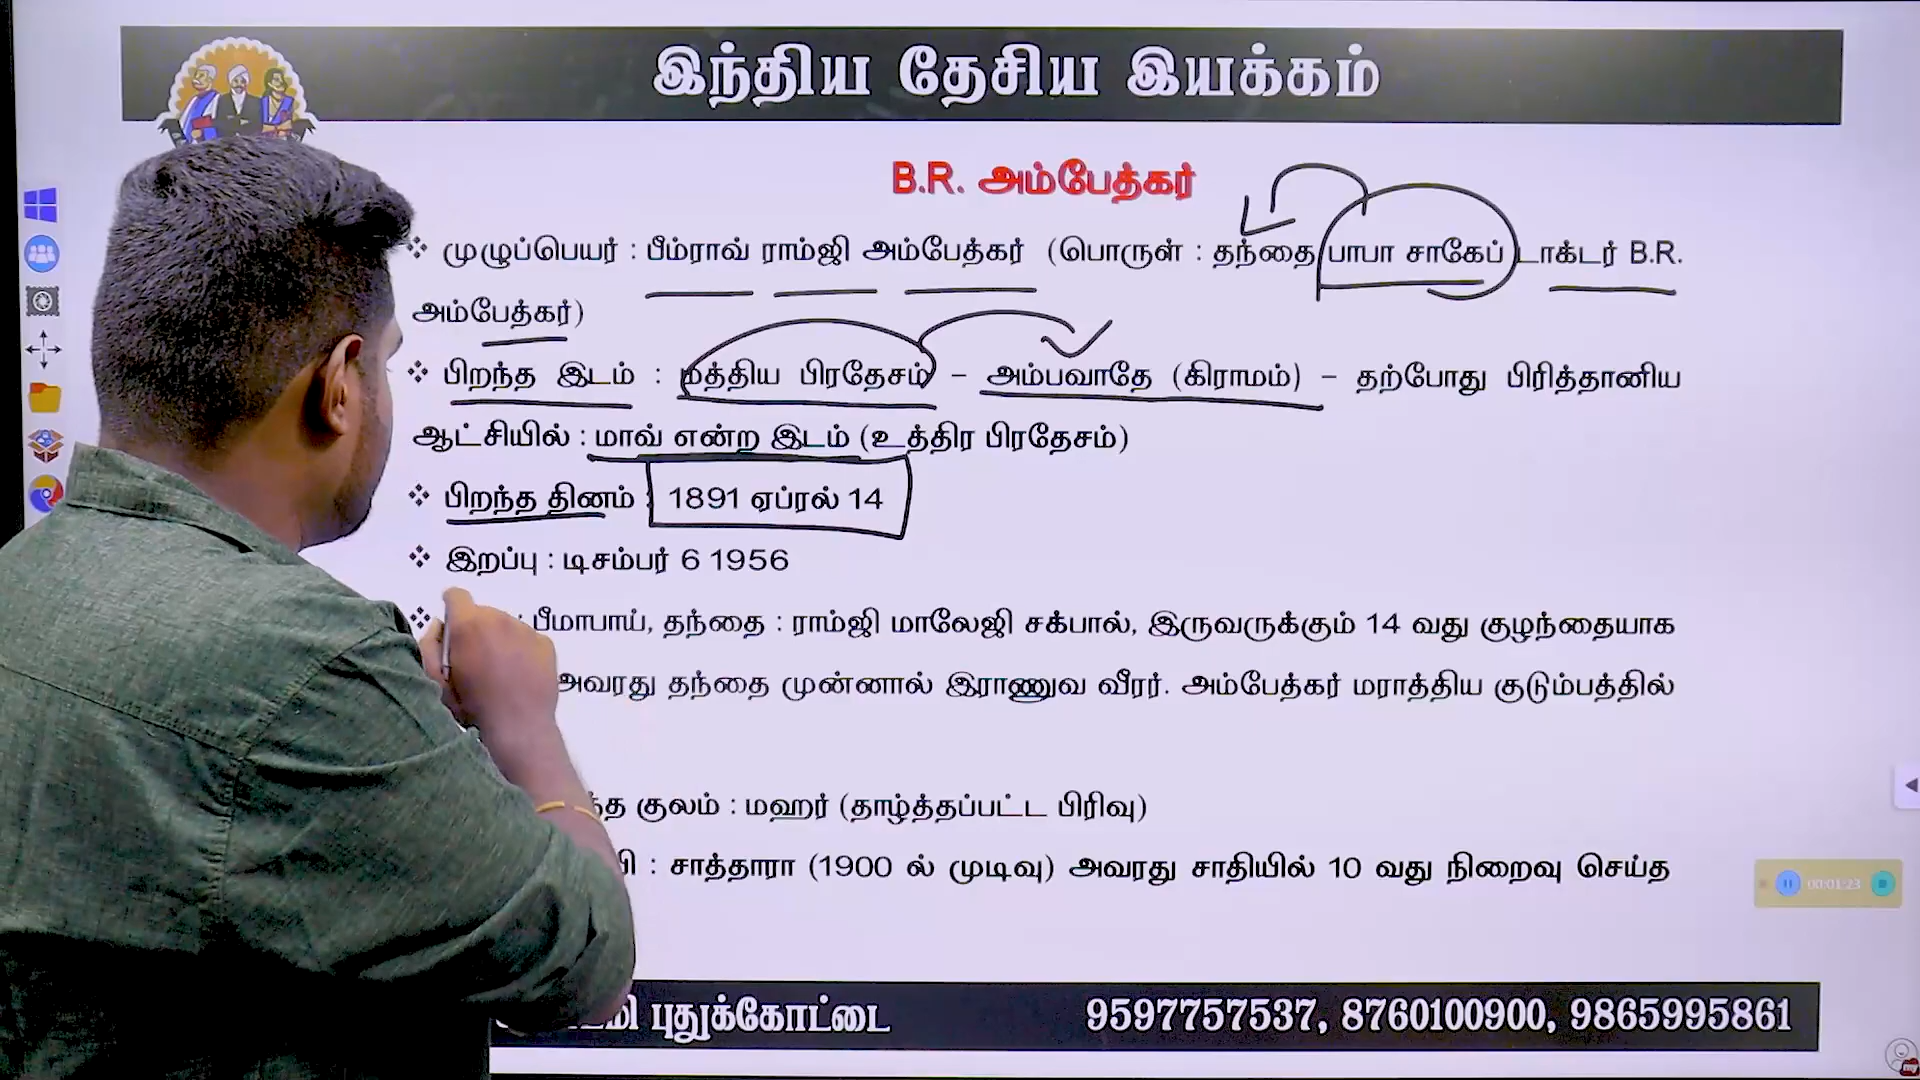 இந்திய தேசிய இயக்கம்
B.R. அம்பேத்கர்
❖ முழுப்பெயர் : பீம்ராவ் ராம்ஜி அம்பேத்கர் (பொருள் : தந்தை பாபா சாகேப் டாக்டர் B.R.
அம்பேத்கர்)
❖ பிறந்த இடம் : மத்திய பிரதேசம் – அம்பவாதே (கிராமம்) – தற்போது பிரித்தானிய
ஆட்சியில் : மாவ் என்ற இடம் (உத்திர பிரதேசம்)
❖ பிறந்த தினம் : 1891 ஏப்ரல் 14
❖ இறப்பு : டிசம்பர் 6 1956
❖ : பீமாபாய், தந்தை : ராம்ஜி மாலேஜி சக்பால், இருவருக்கும் 14 வது குழந்தையாக
அவரது தந்தை முன்னால் இராணுவ வீரர். அம்பேத்கர் மராத்திய குடும்பத்தில்
குலம் : மஹர் (தாழ்த்தப்பட்ட பிரிவு)
: சாத்தாரா (1900 ல் முடிவு) அவரது சாதியில் 10 வது நிறைவு செய்த
00:01:23
புதுக்கோட்டை 9597757537, 8760100900, 9865995861